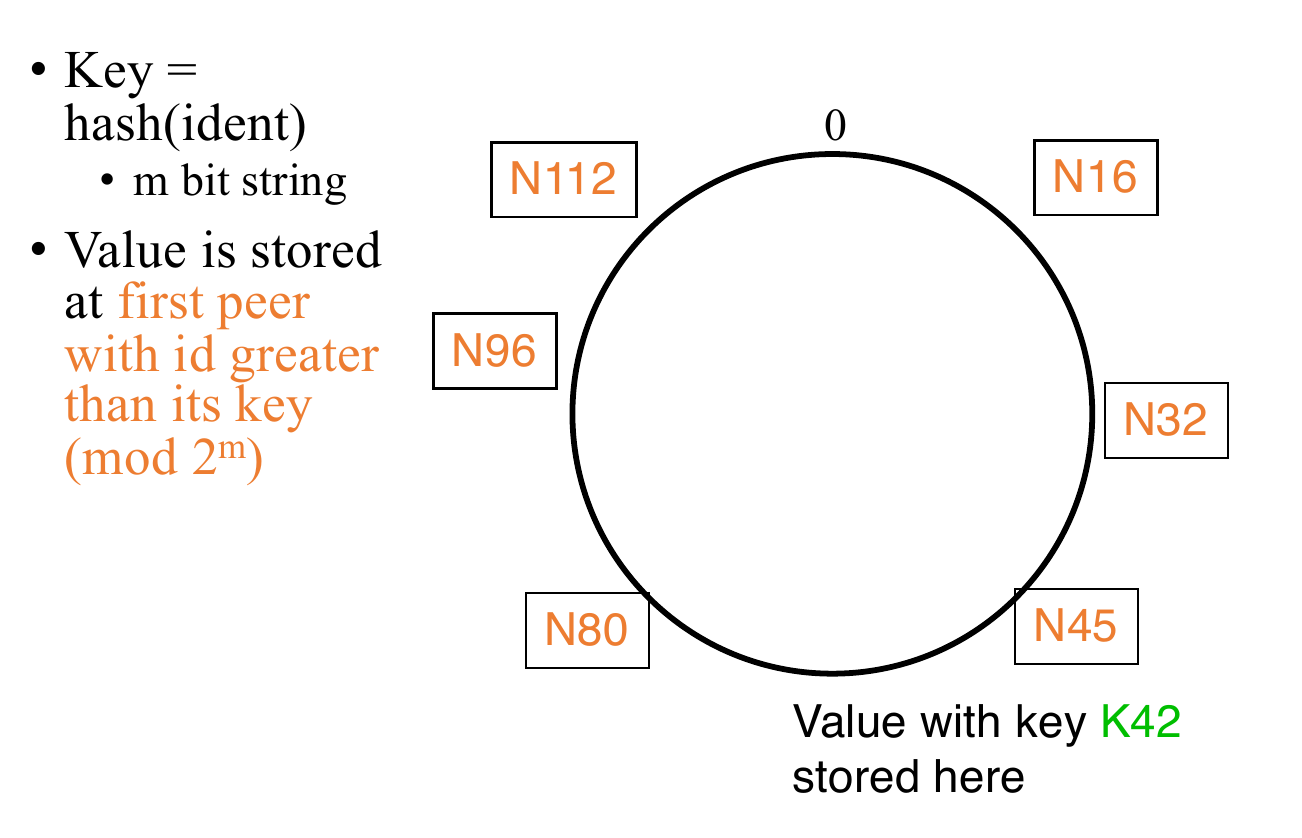 • Key =
hash(ident)
• m bit string
• Value is stored
at first peer
with id greater
than its key
(mod 2ᵐ)
0
N112
N16
N96
N32
N80
N45
Value with key K42
stored here